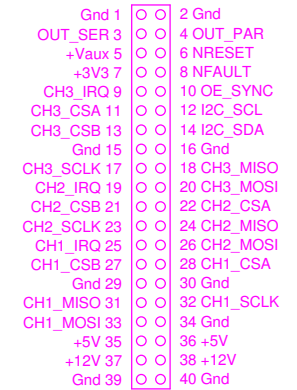 Gnd 1 2 Gnd
OUT_SER 3 4 OUT_PAR
+Vaux 5 6 NRESET
+3V3 7 8 NFAULT
CH3_IRQ 9 10 OE_SYNC
CH3_CSA 11 12 I2C_SCL
CH3_CSB 13 14 I2C_SDA
Gnd 15 16 Gnd
CH3_SCLK 17 18 CH3_MISO
CH2_IRQ 19 20 CH3_MOSI
CH2_CSB 21 22 CH2_CSA
CH2_SCLK 23 24 CH2_MISO
CH1_IRQ 25 26 CH2_MOSI
CH1_CSB 27 28 CH1_CSA
Gnd 29 30 Gnd
CH1_MISO 31 32 CH1_SCLK
CH1_MOSI 33 34 Gnd
+5V 35 36 +5V
+12V 37 38 +12V
Gnd 39 40 Gnd